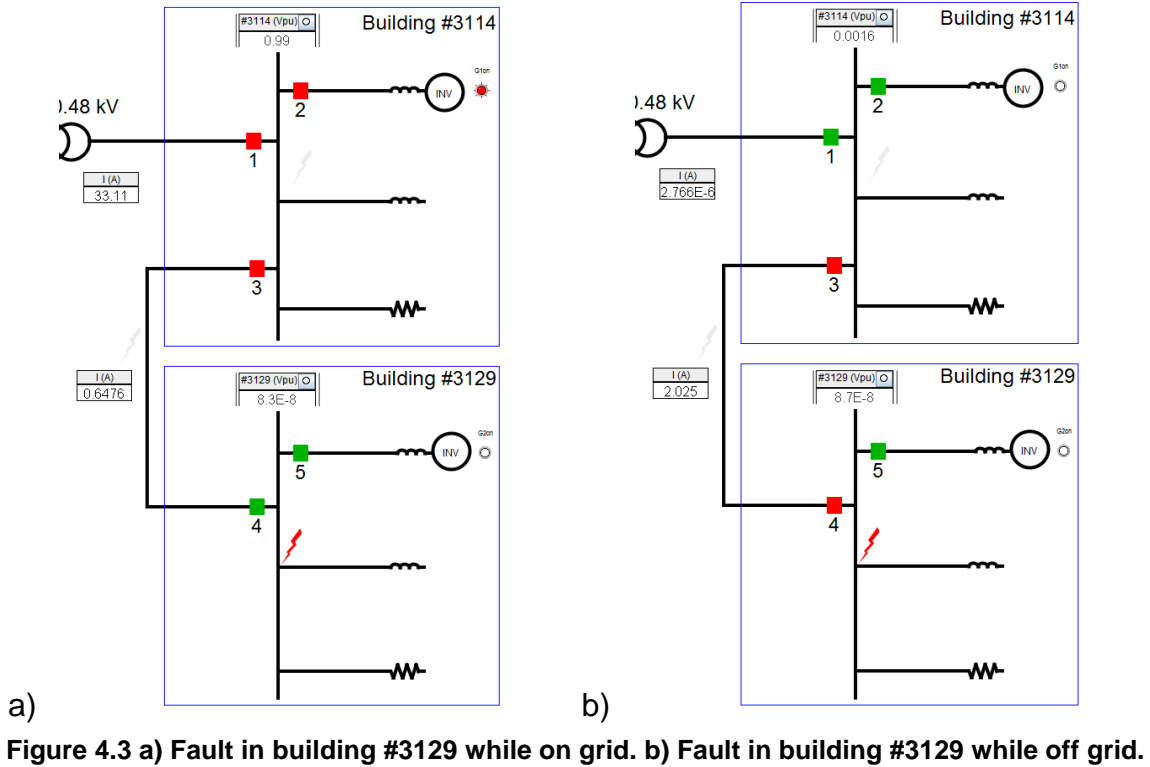 #3114 (Vpu)
0.99
Building #3114
G1on
INV
2
0.48 kV
1
I (A)
33.11
3
I (A)
0.6476
#3129 (Vpu)
8.3E-8
Building #3129
G2on
INV
5
4
a)
#3114 (Vpu)
0.0016
Building #3114
G1on
INV
2
0.48 kV
1
I (A)
2.766E-6
3
I (A)
2.025
#3129 (Vpu)
8.7E-8
Building #3129
G2on
INV
5
4
b)
Figure 4.3 a) Fault in building #3129 while on grid. b) Fault in building #3129 while off grid.